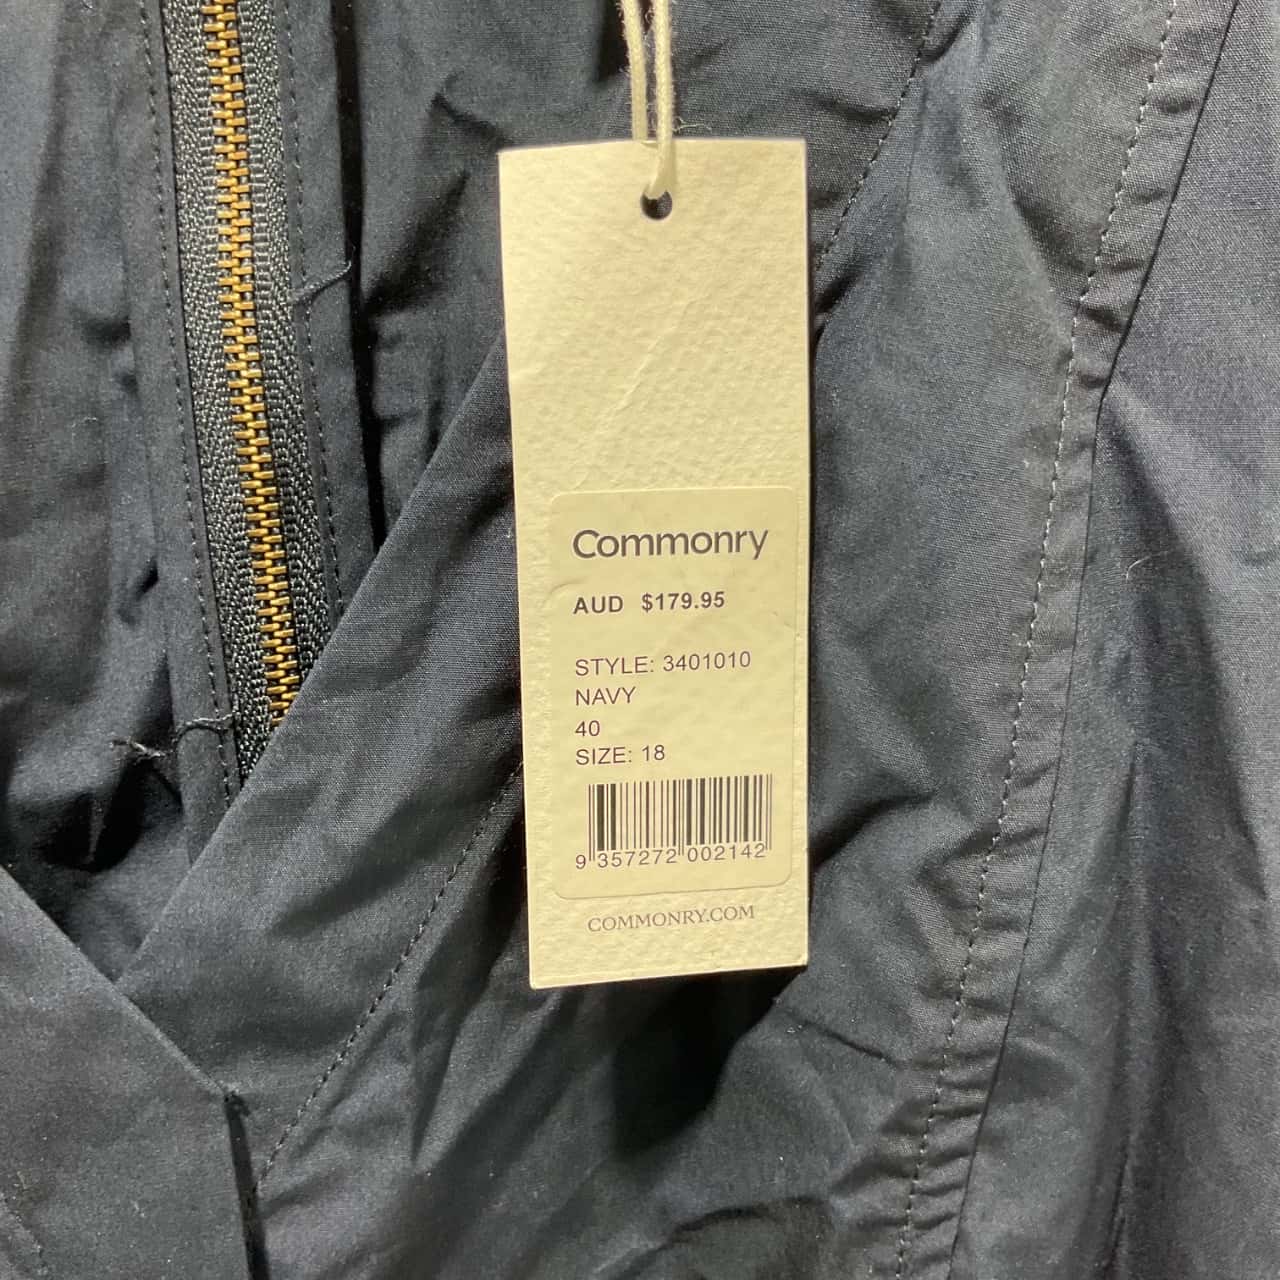 Commonry
AUD $179.95
STYLE: 3401010
NAVY
40
SIZE: 18
9 357272 002142
COMMONRY.COM